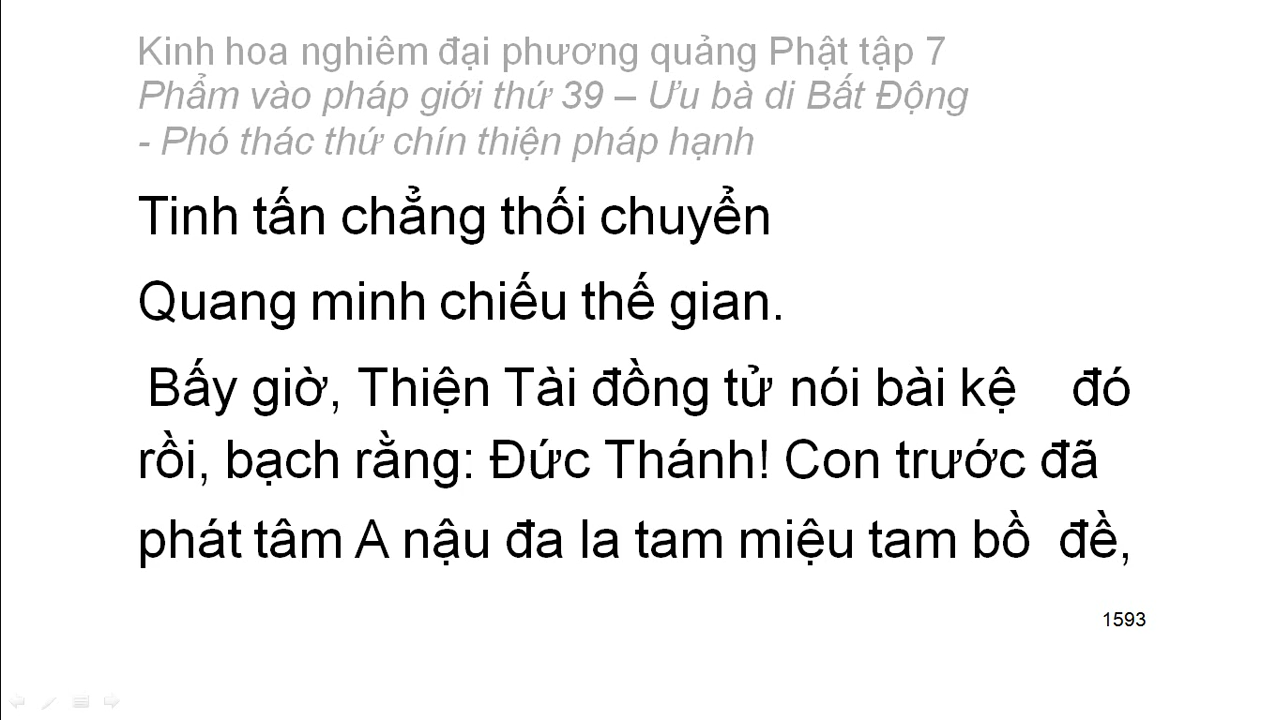 Kinh hoa nghiêm đại phương quảng Phật tập 7
Phẩm vào pháp giới thứ 39 – Ưu bà di Bất Động
- Phó thác thứ chín thiện pháp hạnh
Tinh tấn chẳng thối chuyển
Quang minh chiếu thế gian.
Bấy giờ, Thiện Tài đồng tử nói bài kệ đó
rồi, bạch rằng: Đức Thánh! Con trước đã
phát tâm A nậu đa la tam miệu tam bồ đề,
1593